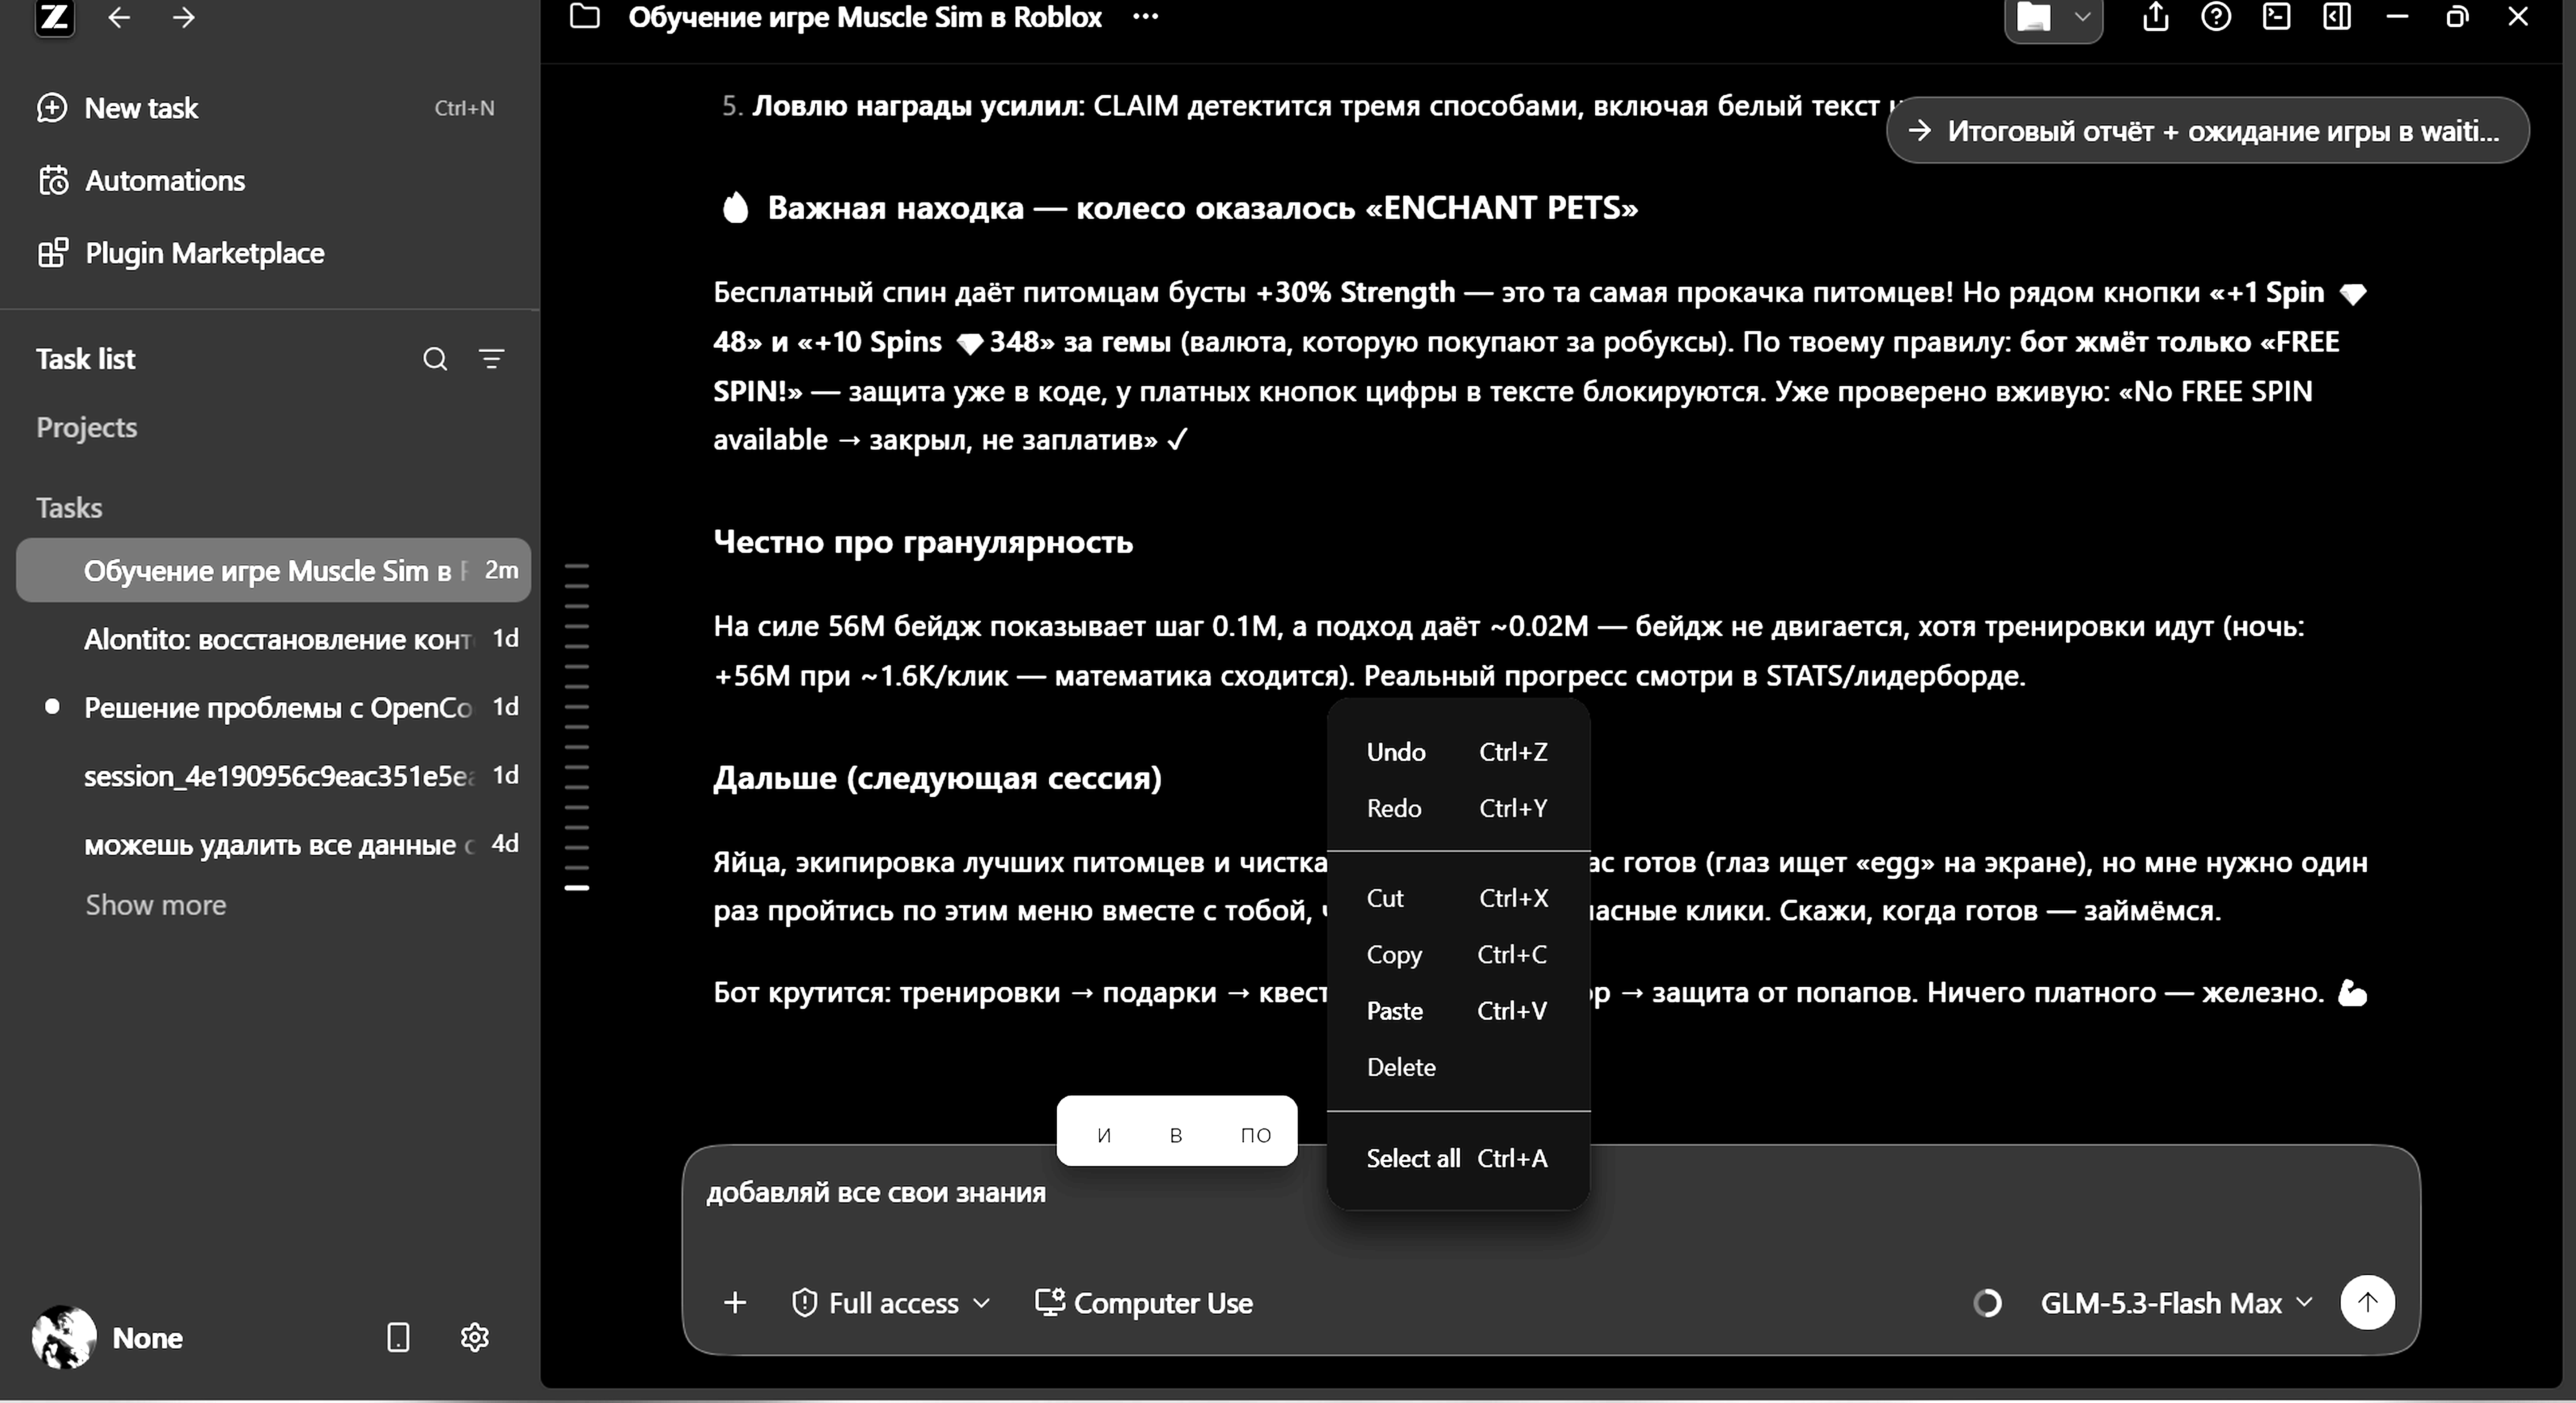 Z
Обучение игре Muscle Sim в Roblox
New task Ctrl+N
Automations
Plugin Marketplace
Task list
Projects
Tasks
Обучение игре Muscle Sim в 2m
Alontito: восстановление конт 1d
Решение проблемы с OpenCo 1d
session_4e190956c9eac351e5e 1d
можешь удалить все данные 4d
Show more
None
5. Ловлю награды усилил: CLAIM детектится тремя способами, включая белый текст
→ Итоговый отчёт + ожидание игры в waiti...
Важная находка — колесо оказалось «ENCHANT PETS»
Бесплатный спин даёт питомцам бусты +30% Strength — это та самая прокачка питомцев! Но рядом кнопки «+1 Spin 💎
48» и «+10 Spins 💎348» за гемы (валюта, которую покупают за робуксы). По твоему правилу: бот жмёт только «FREE
SPIN!» — защита уже в коде, у платных кнопок цифры в тексте блокируются. Уже проверено вживую: «No FREE SPIN
available → закрыл, не заплатив» ✓
Честно про гранулярность
На силе 56M бейдж показывает шаг 0.1M, а подход даёт ~0.02M — бейдж не двигается, хотя тренировки идут (ночь:
+56M при ~1.6K/клик — математика сходится). Реальный прогресс смотри в STATS/лидерборде.
Дальше (следующая сессия)
Яйца, экипировка лучших питомцев и чистка ас готов (глаз ищет «egg» на экране), но мне нужно один
раз пройтись по этим меню вместе с тобой, асные клики. Скажи, когда готов — займёмся.
Бот крутится: тренировки → подарки → квест ор → защита от попапов. Ничего платного — железно. 💪
Undo Ctrl+Z
Redo Ctrl+Y
Cut Ctrl+X
Copy Ctrl+C
Paste Ctrl+V
Delete
Select all Ctrl+A
и в по
добавляй все свои знания
Full access Computer Use GLM-5.3-Flash Max